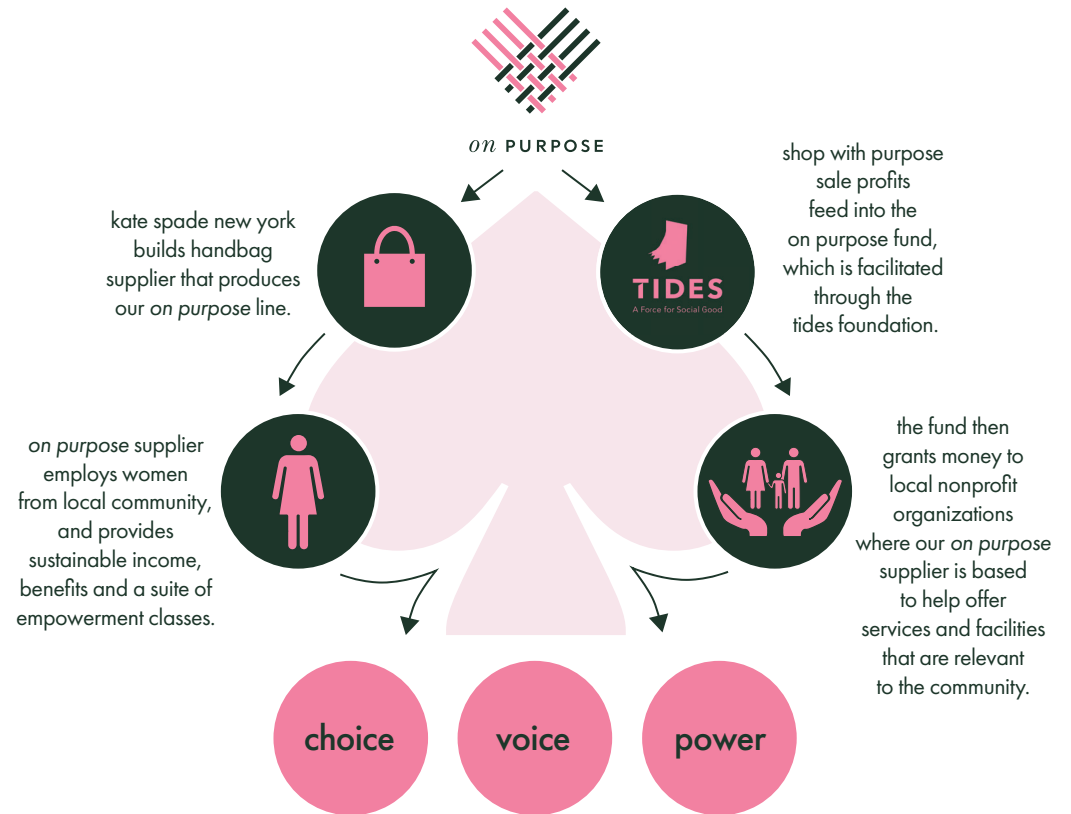 on PURPOSE
kate spade new york
builds handbag
supplier that produces
our on purpose line.
TIDES
A Force for Social Good
shop with purpose
sale profits
feed into the
on purpose fund,
which is facilitated
through the
tides foundation.
on purpose supplier
employs women
from local community,
and provides
sustainable income,
benefits and a suite of
empowerment classes.
the fund then
grants money to
local nonprofit
organizations
where our on purpose
supplier is based
to help offer
services and facilities
that are relevant
to the community.
choice
voice
power